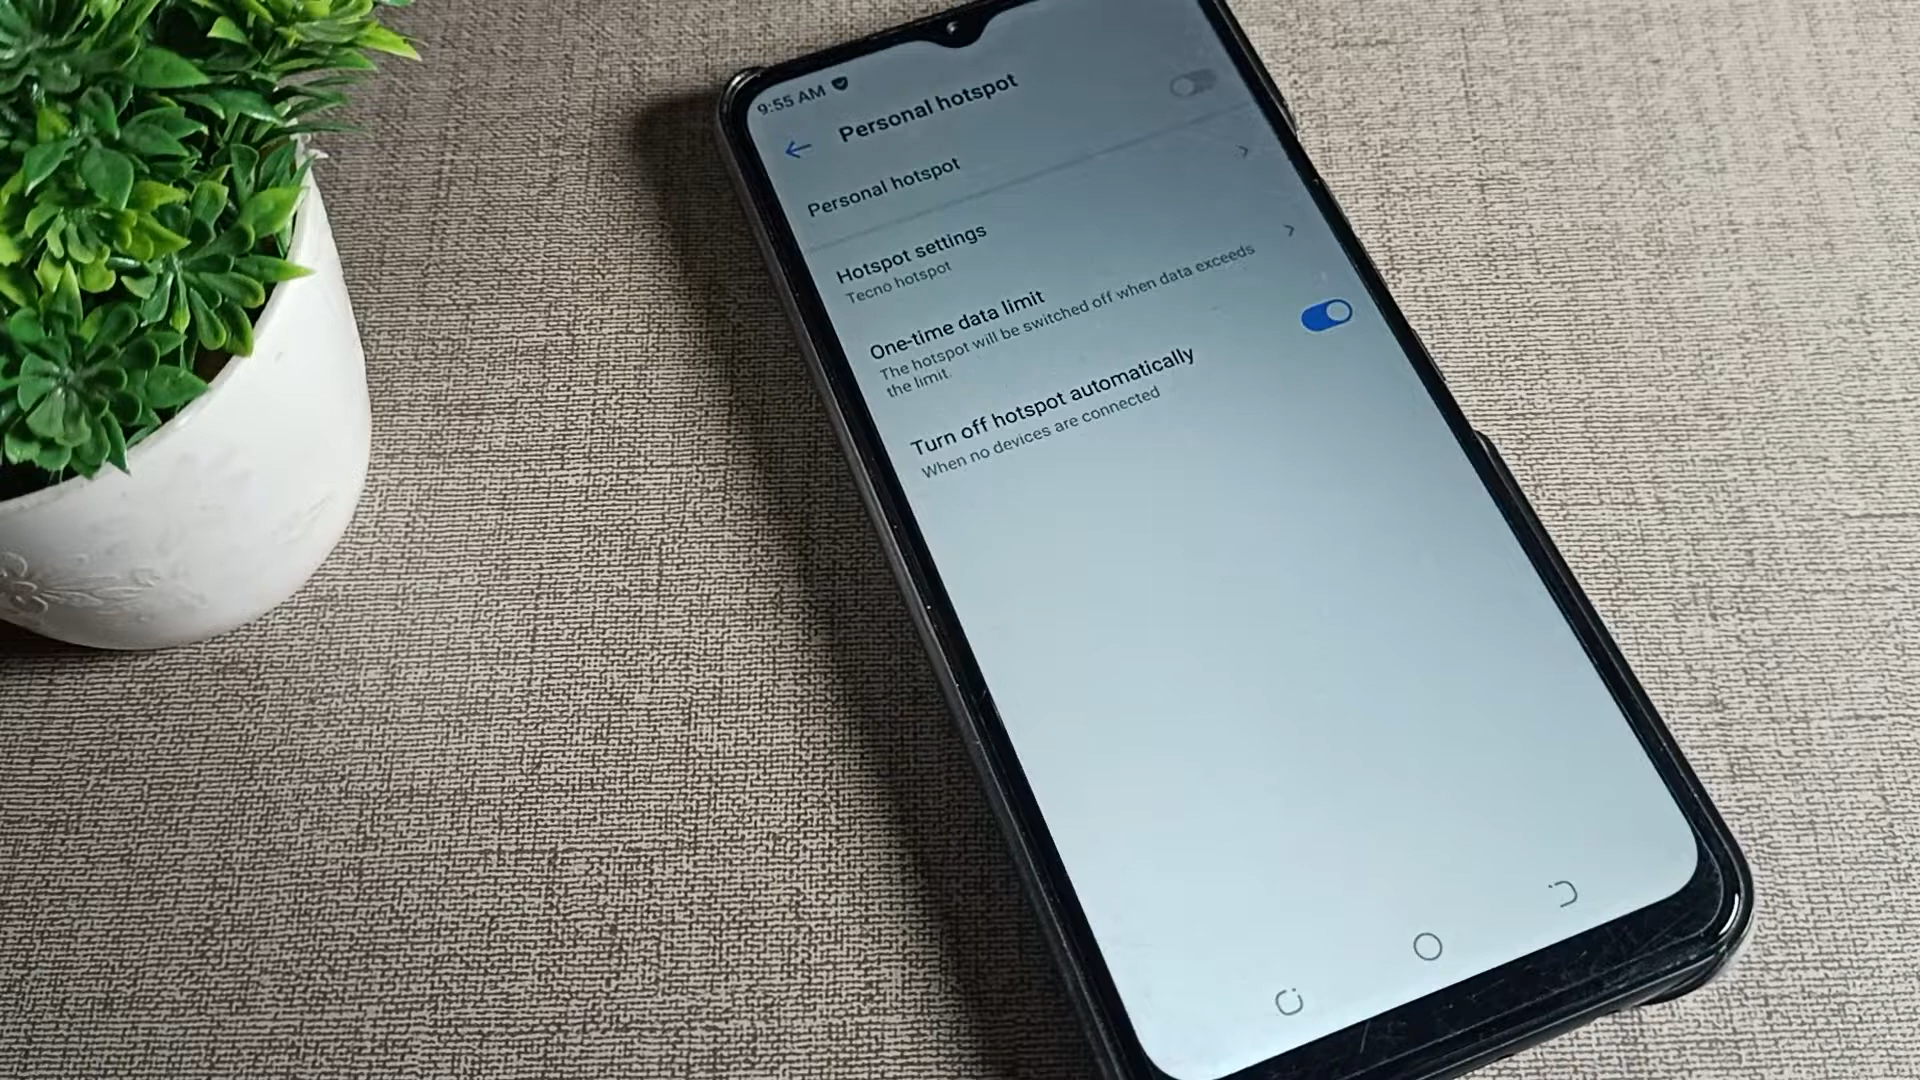 9:55 AM
Personal hotspot
Personal hotspot
Hotspot settings
Tecno hotspot
One-time data limit
The hotspot will be switched off when data exceeds
the limit.
Turn off hotspot automatically
When no devices are connected